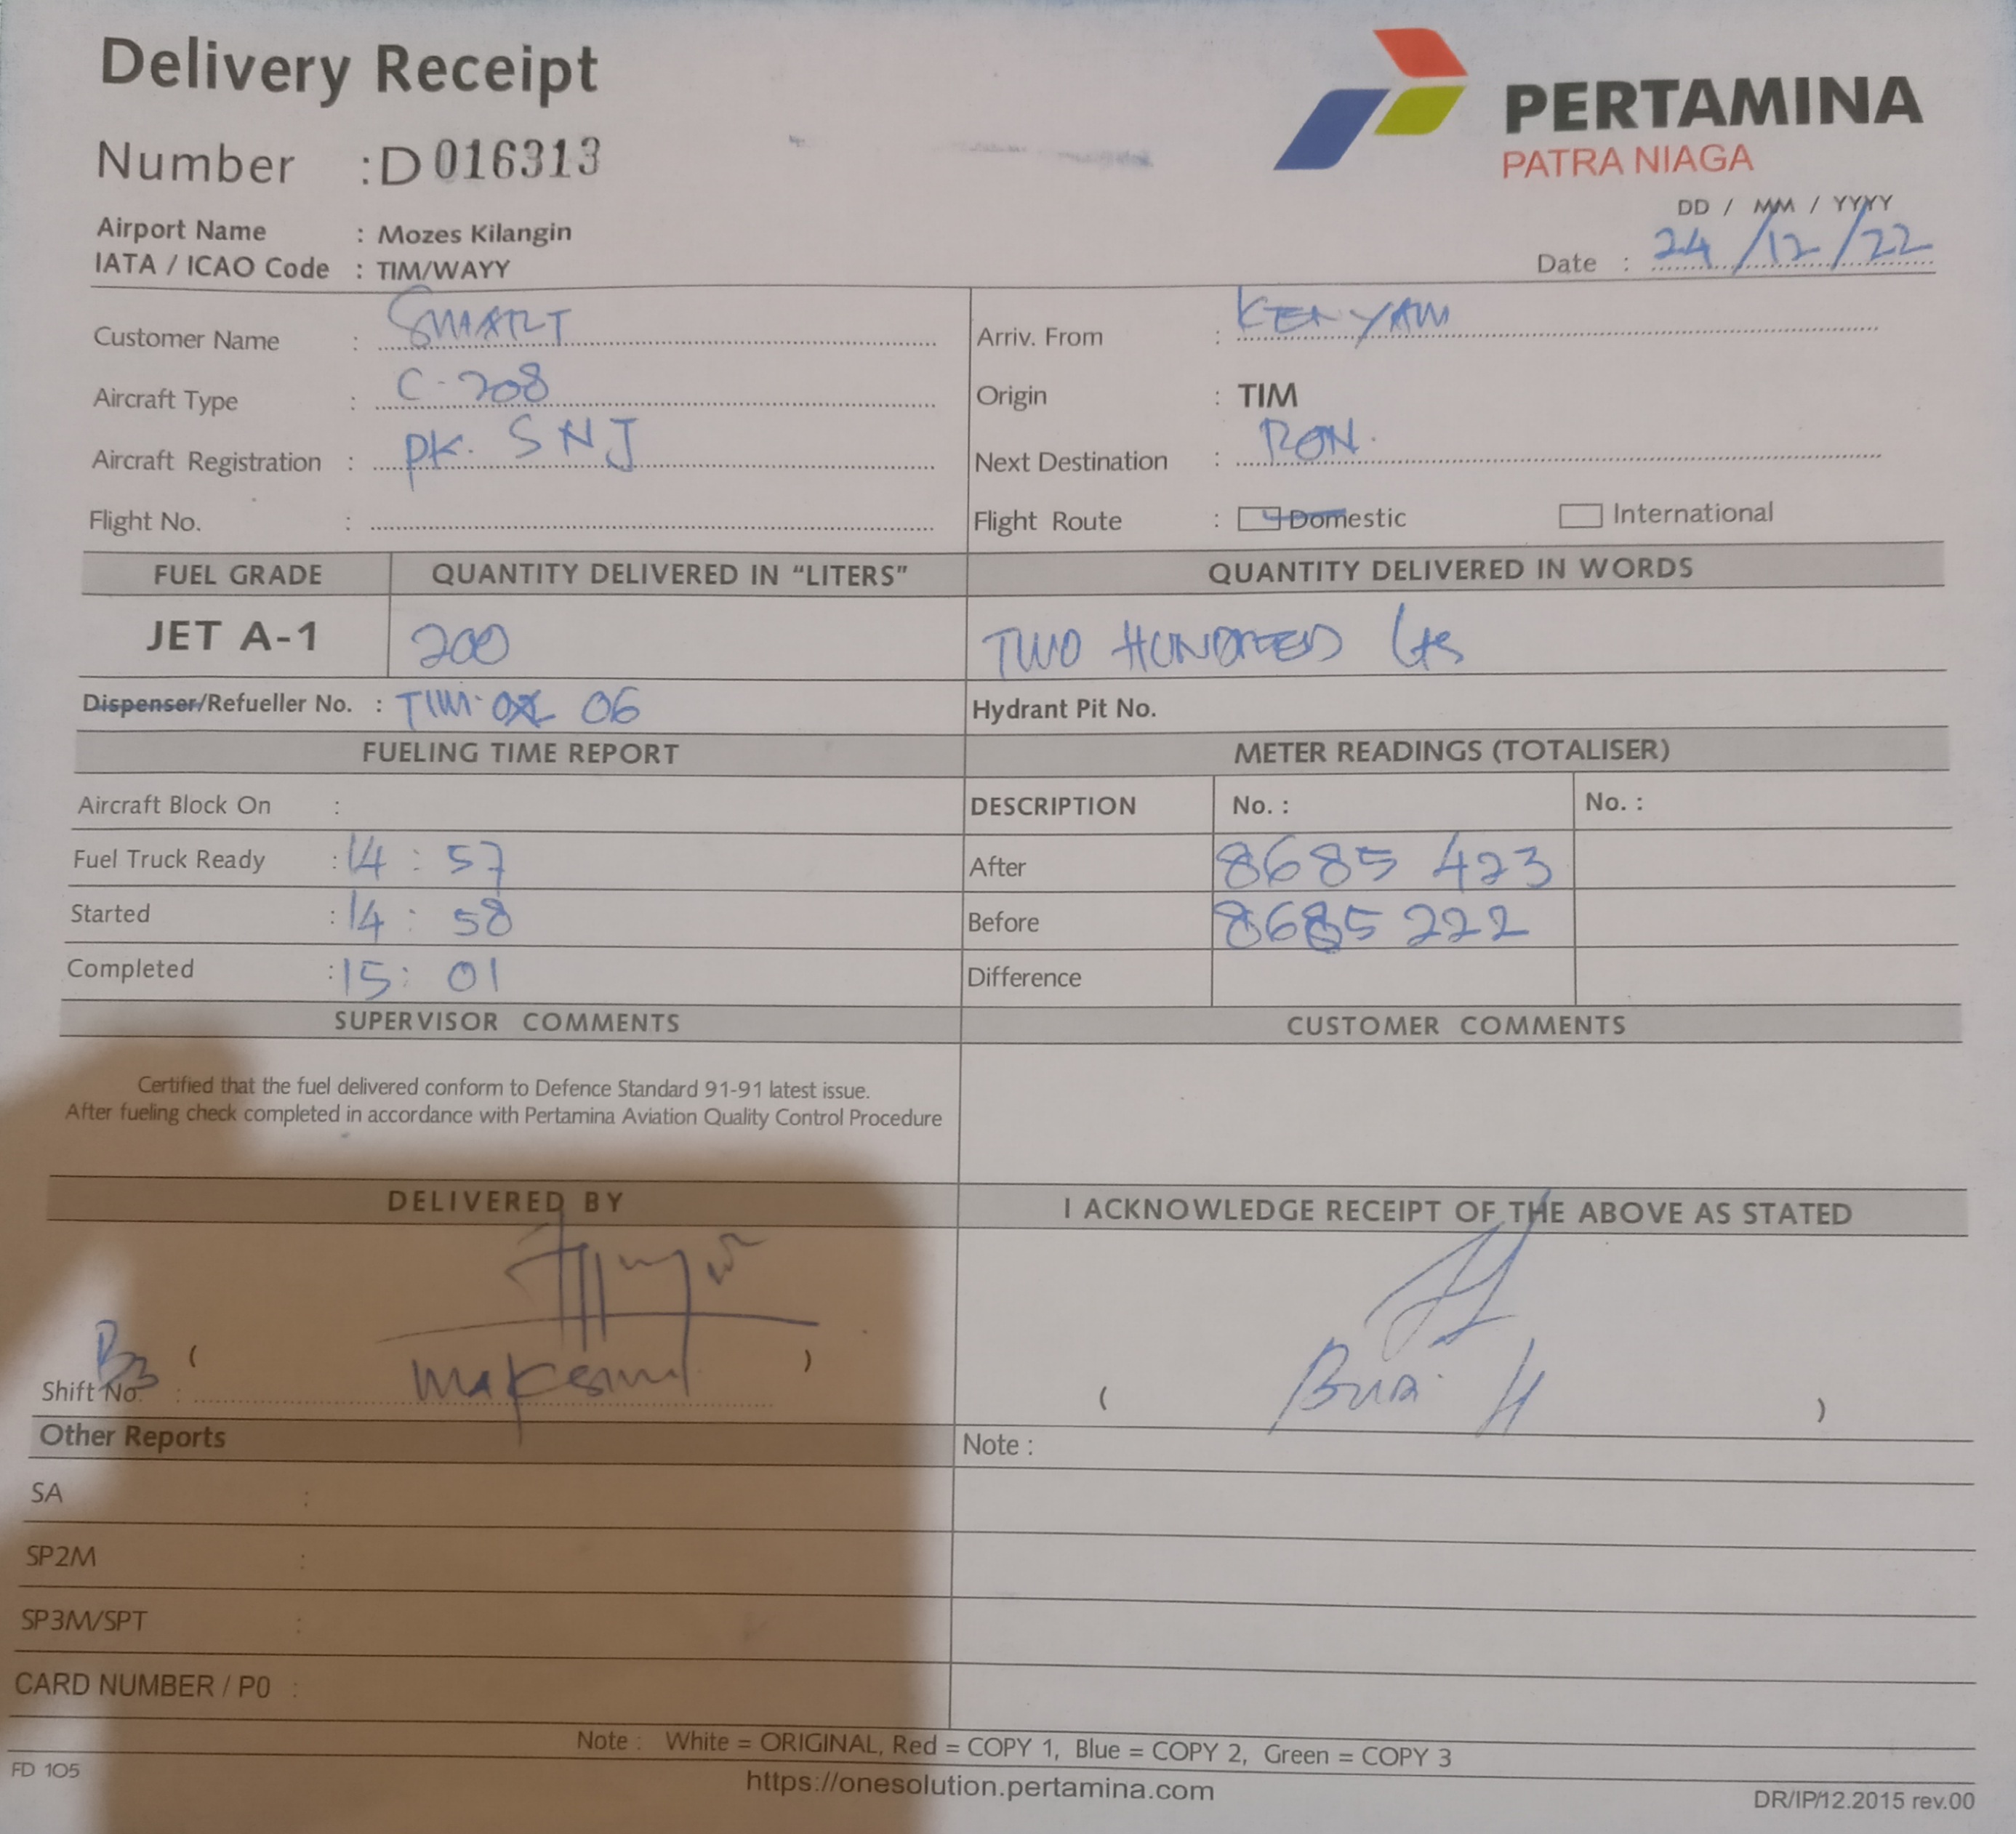 Delivery Receipt
PERTAMINA
PATRA NIAGA
Number : D 016313
DD / MM / YYYY
Airport Name : Mozes Kilangin
Date : 24/12/22
IATA / ICAO Code : TIM/WAYY
Customer Name : SMART
Arriv. From : KENYAM
Aircraft Type : C-208
Origin : TIM
Aircraft Registration : PK. SNJ
Next Destination : RON.
Flight No. :
Flight Route : Domestic International
FUEL GRADE QUANTITY DELIVERED IN “LITERS” QUANTITY DELIVERED IN WORDS
JET A-1 200 TWO HUNDRED Lts
Dispenser/Refueller No. : TIM. 06
Hydrant Pit No.
FUELING TIME REPORT METER READINGS (TOTALISER)
Aircraft Block On : DESCRIPTION No. : No. :
Fuel Truck Ready : 14 : 57 After 8685 423
Started : 14 : 58 Before 8685 222
Completed : 15 : 01 Difference
SUPERVISOR COMMENTS CUSTOMER COMMENTS
Certified that the fuel delivered conform to Defence Standard 91-91 latest issue.
After fueling check completed in accordance with Pertamina Aviation Quality Control Procedure
DELIVERED BY I ACKNOWLEDGE RECEIPT OF THE ABOVE AS STATED
( )
Shift No. :
( )
Other Reports Note :
SA :
SP2M :
SP3M/SPT :
CARD NUMBER / P0 :
Note : White = ORIGINAL, Red = COPY 1, Blue = COPY 2, Green = COPY 3
FD 105
https://onesolution.pertamina.com
DR/IP/12.2015 rev.00